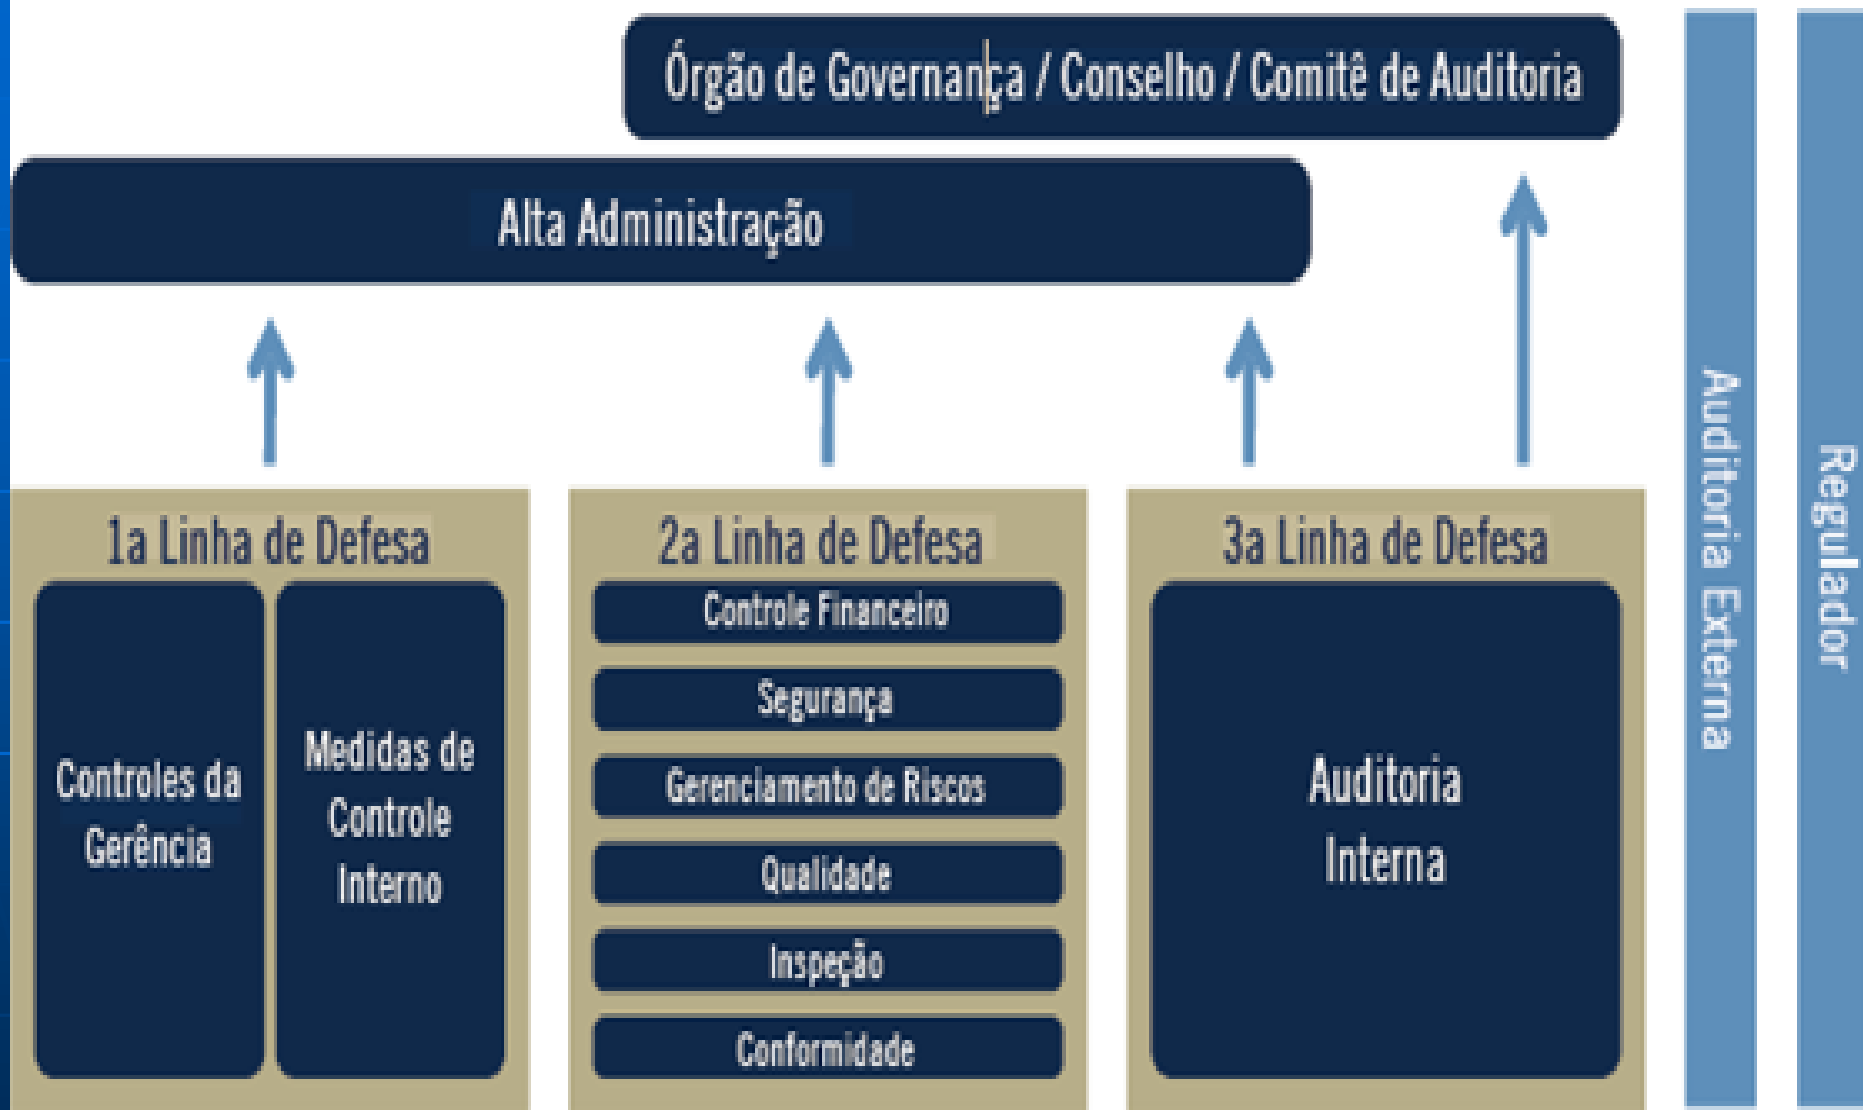 Órgão de Governança / Conselho / Comitê de Auditoria
Alta Administração
1a Linha de Defesa
Controles da
Gerência
Medidas de
Controle
Interno
2a Linha de Defesa
Controle Financeiro
Segurança
Gerenciamento de Riscos
Qualidade
Inspeção
Conformidade
3a Linha de Defesa
Auditoria
Interna
Auditoria Externa
Regulador